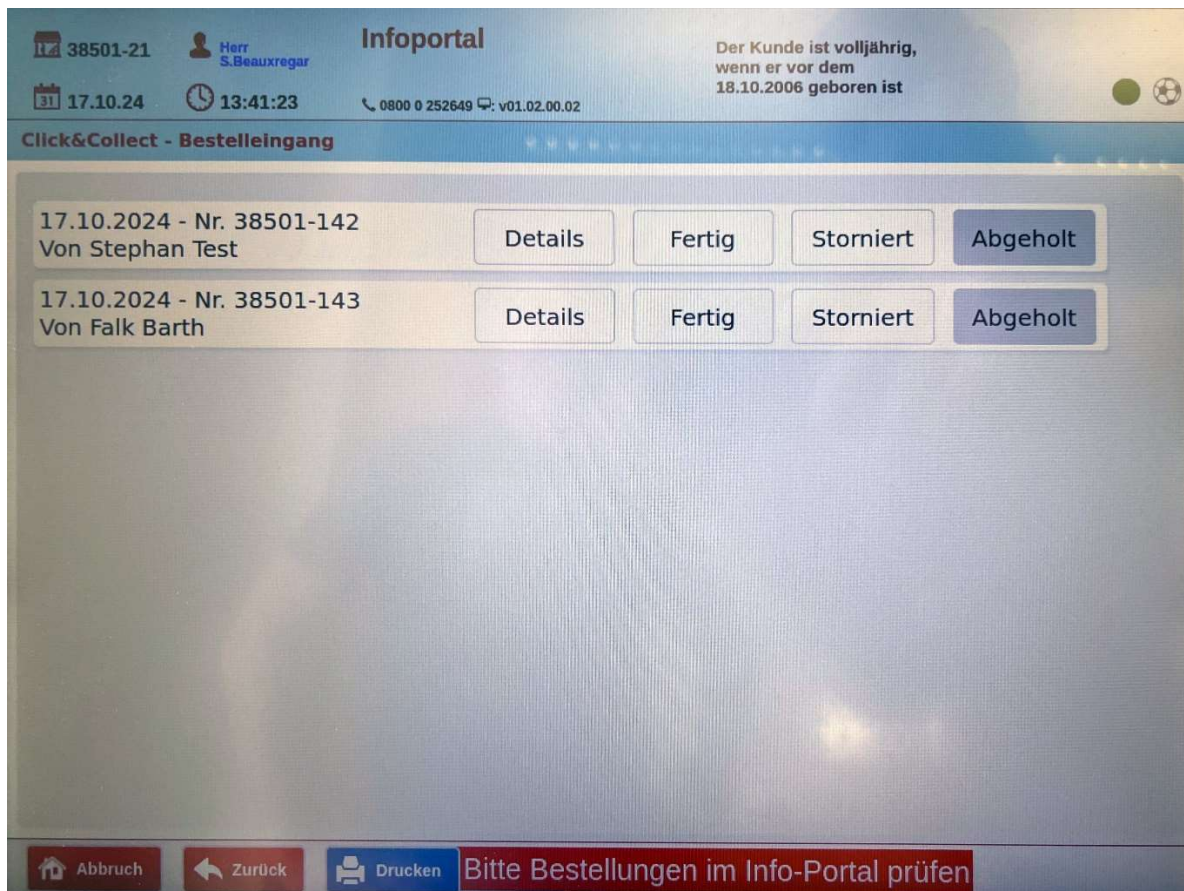 38501-21
Herr
S.Beauxregar
Infoportal
Der Kunde ist volljährig,
wenn er vor dem
18.10.2006 geboren ist
31 17.10.24
13:41:23
0800 0 252649 : v01.02.00.02
Click&Collect - Bestelleingang
17.10.2024 - Nr. 38501-142
Von Stephan Test
Details
Fertig
Storniert
Abgeholt
17.10.2024 - Nr. 38501-143
Von Falk Barth
Details
Fertig
Storniert
Abgeholt
Abbruch
Zurück
Drucken
Bitte Bestellungen im Info-Portal prüfen